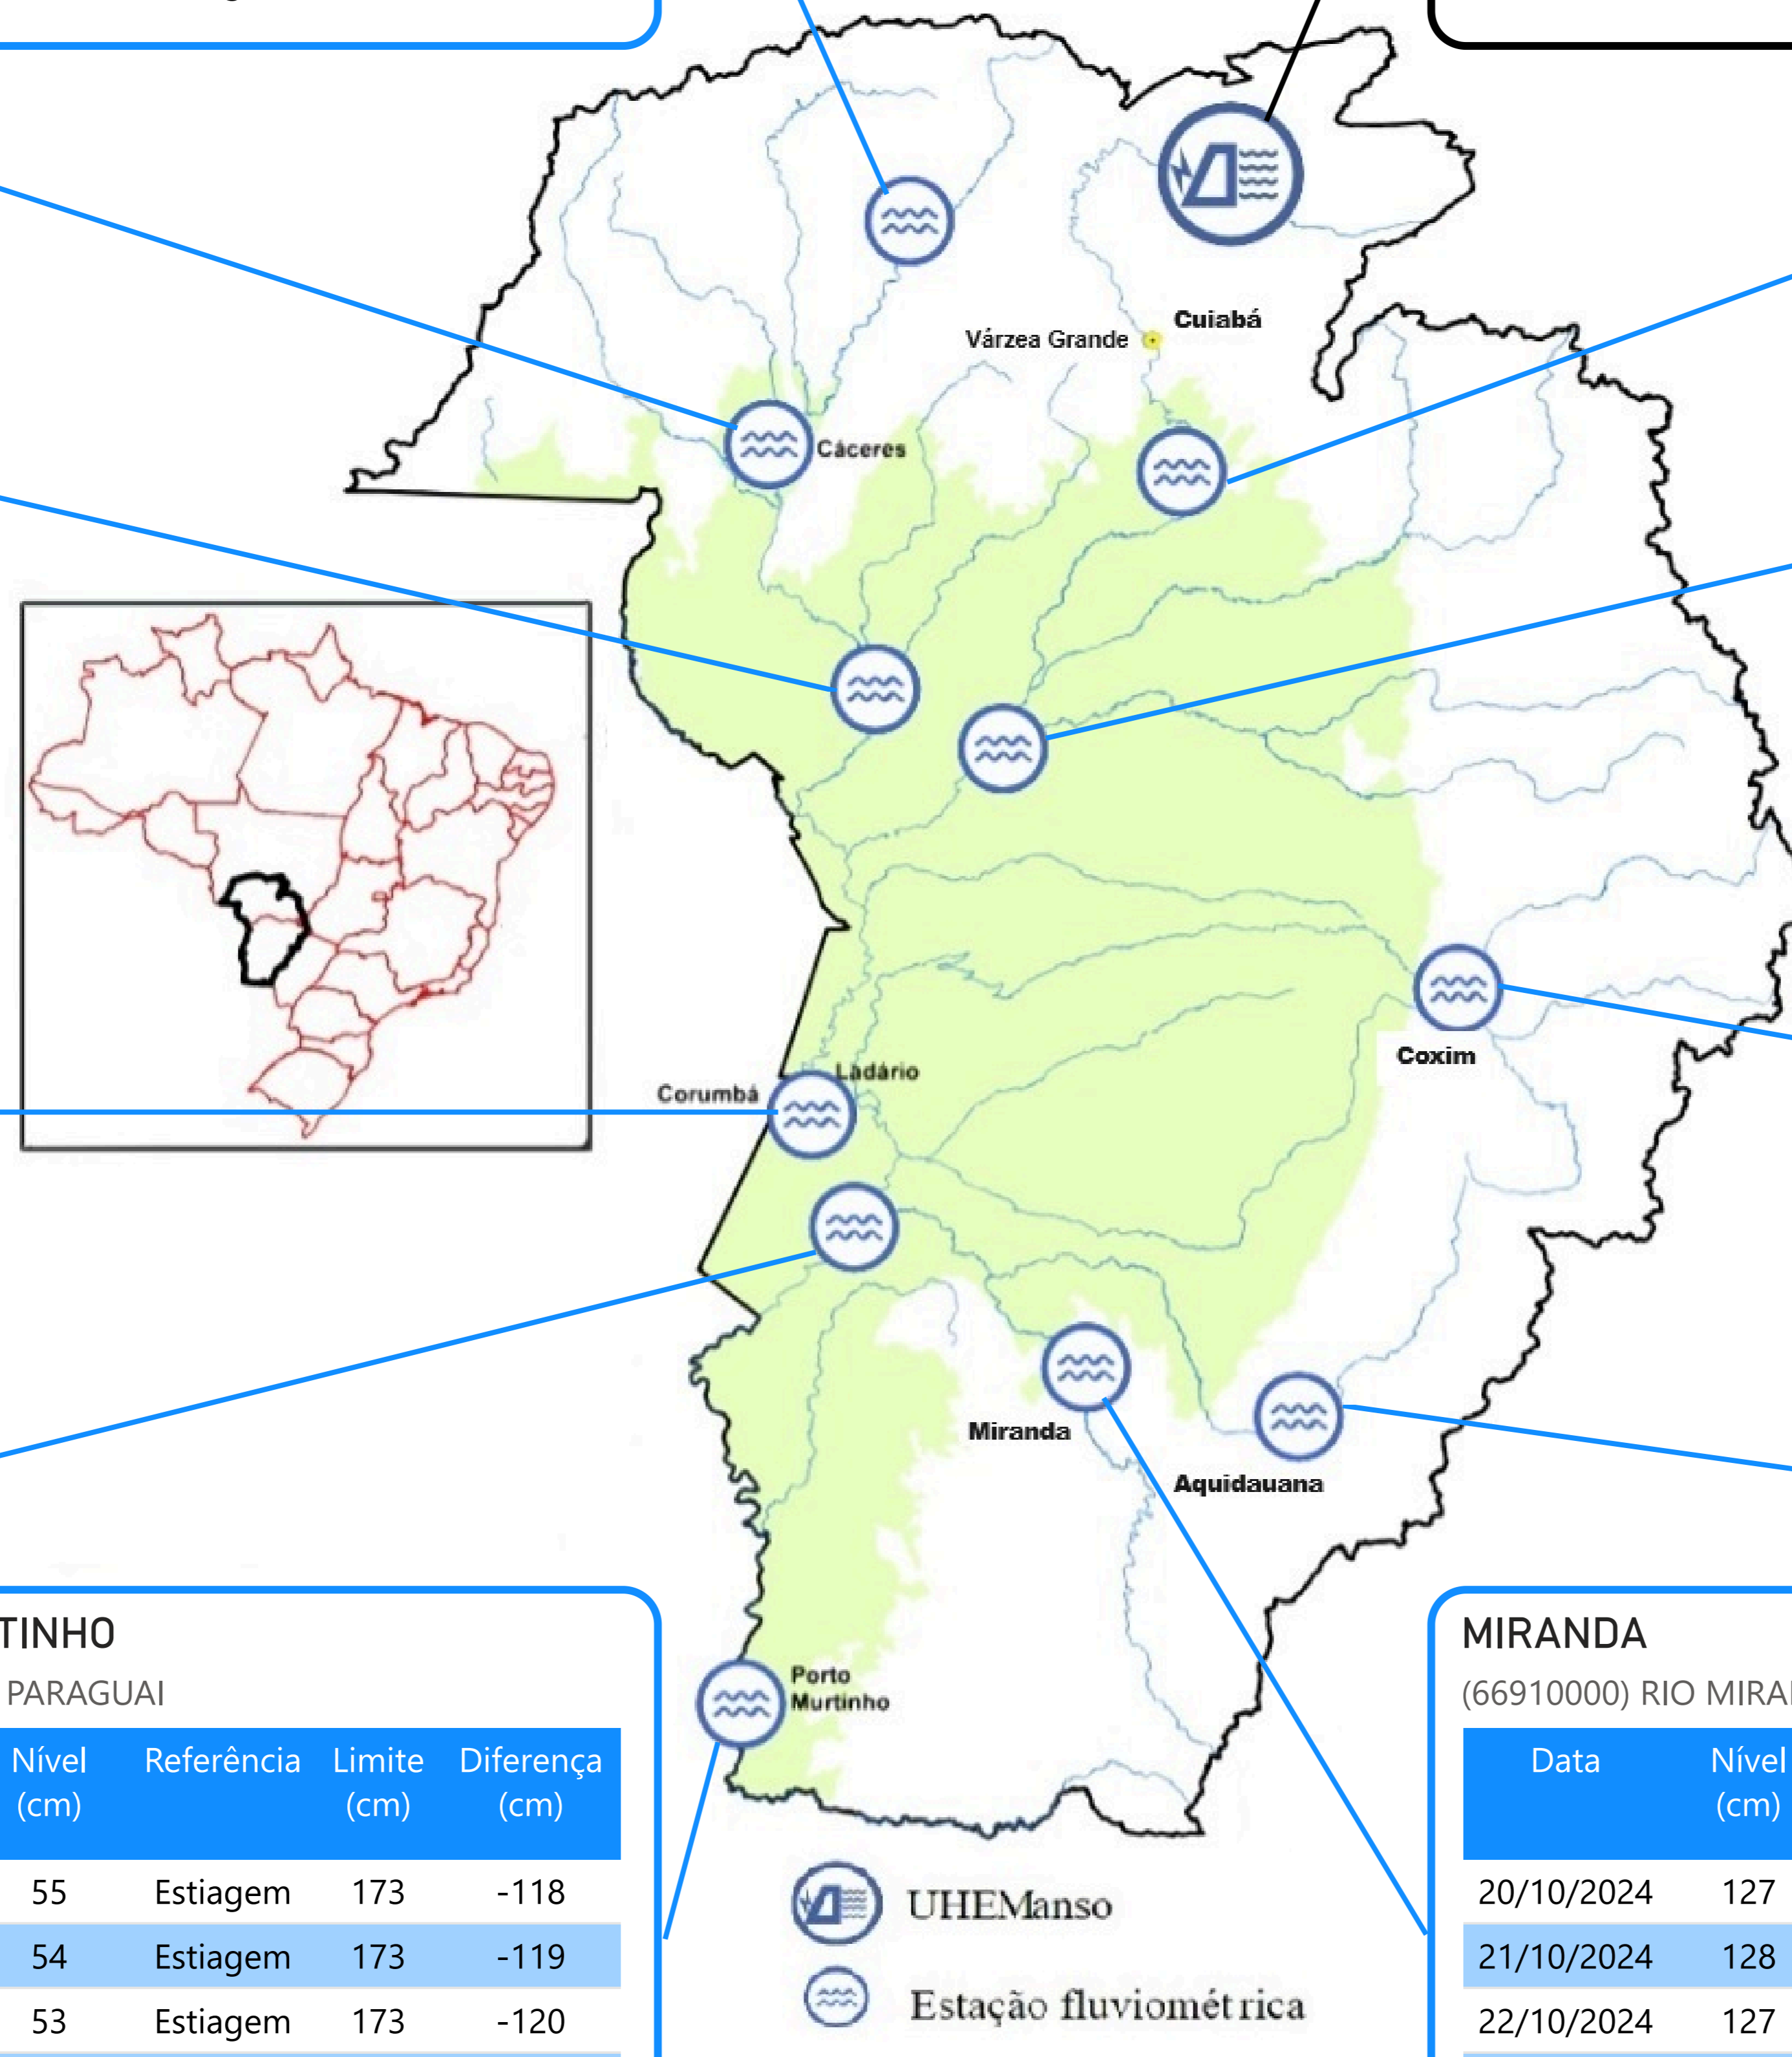 Cuiabá
Várzea Grande
Cáceres
Coxim
Ladário
Corumbá
Miranda
Aquidauana
Porto
Murtinho
UHEManso
Estação fluviométrica
TINHO
PARAGUAI
Nível (cm) Referência Limite (cm) Diferença (cm)
55 Estiagem 173 -118
54 Estiagem 173 -119
53 Estiagem 173 -120
MIRANDA
(66910000) RIO MIRA
Data Nível (cm)
20/10/2024 127
21/10/2024 128
22/10/2024 127